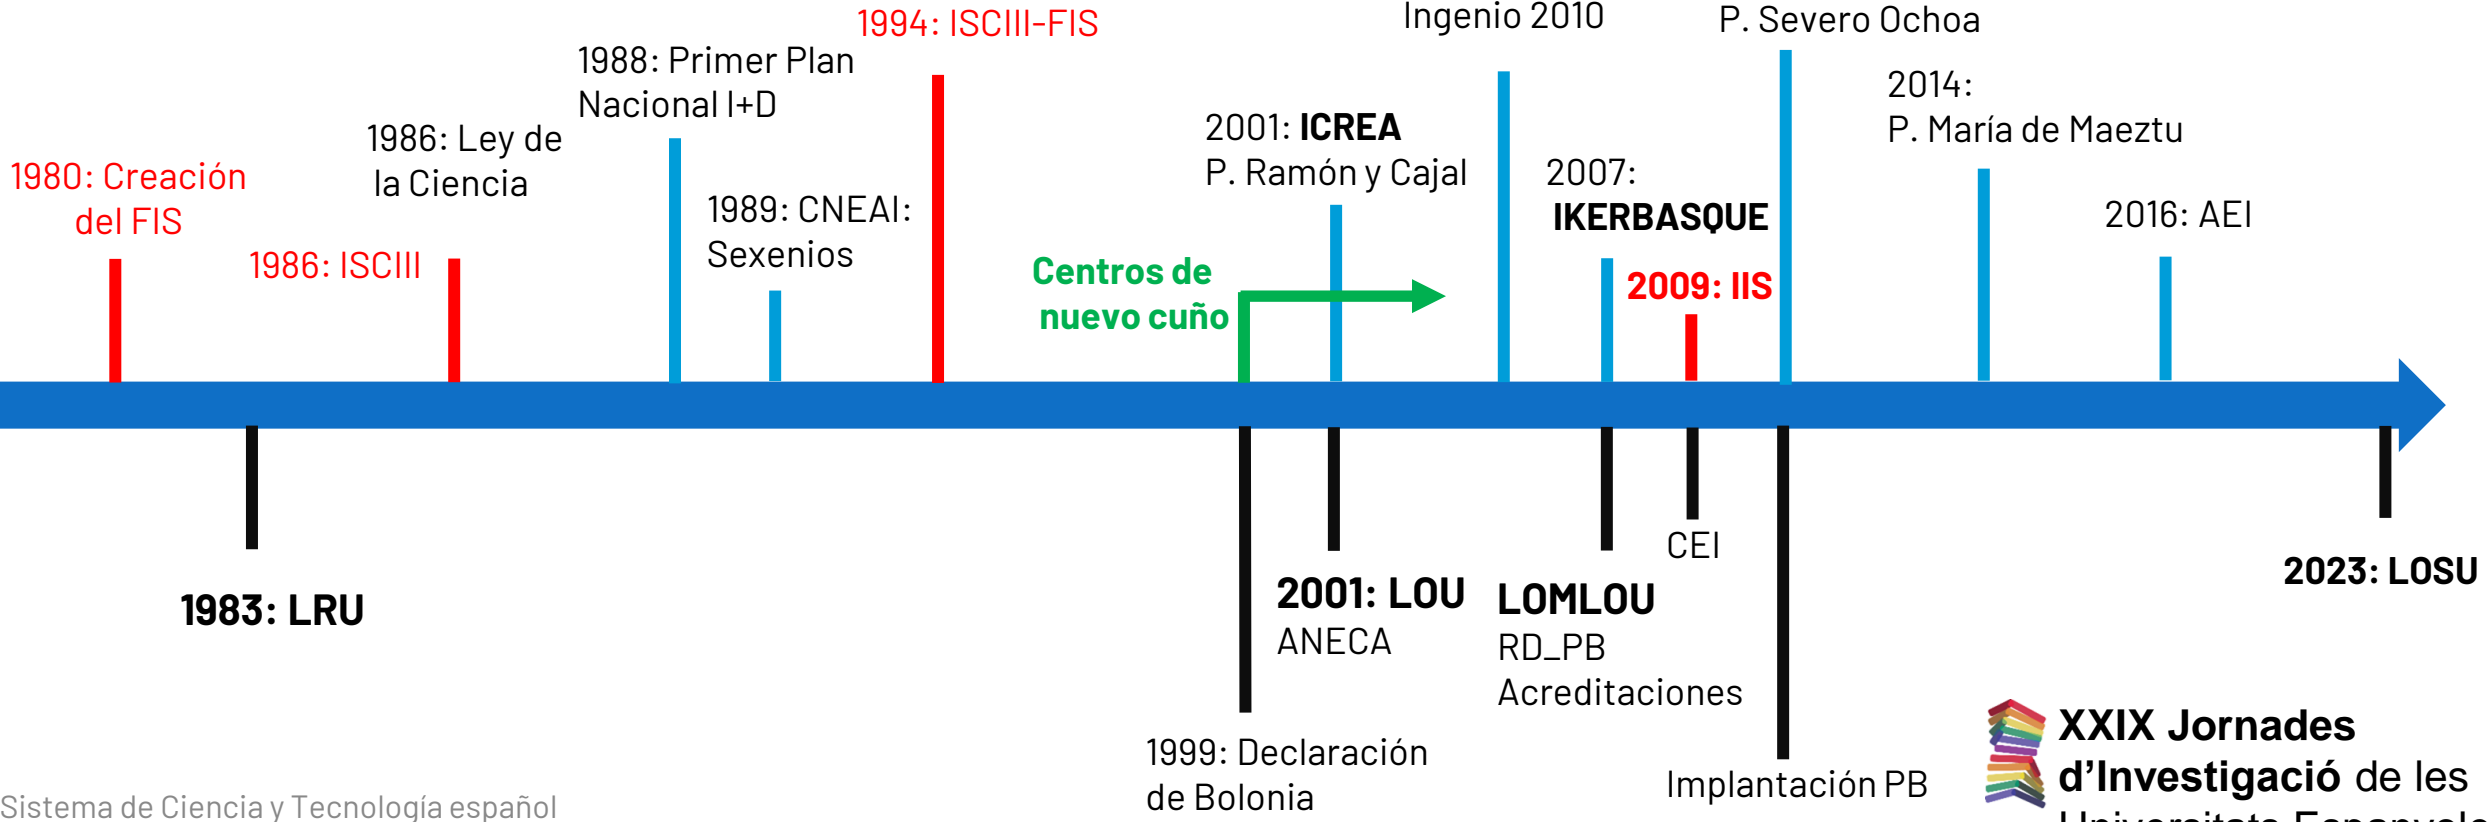 1994: ISCIII-FIS
Ingenio 2010
P. Severo Ochoa
1988: Primer Plan
Nacional I+D
2014:
P. María de Maeztu
1986: Ley de
la Ciencia
2001: ICREA
P. Ramón y Cajal
1980: Creación
del FIS
2007:
IKERBASQUE
1989: CNEAI:
Sexenios
2016: AEI
1986: ISCIII
Centros de
nuevo cuño
2009: IIS
CEI
2023: LOSU
1983: LRU
2001: LOU
ANECA
LOMLOU
RD_PB
Acreditaciones
1999: Declaración
de Bolonia
Implantación PB
Sistema de Ciencia y Tecnología español
XXIX Jornades
d'Investigació de les
Universitats Espanyoles